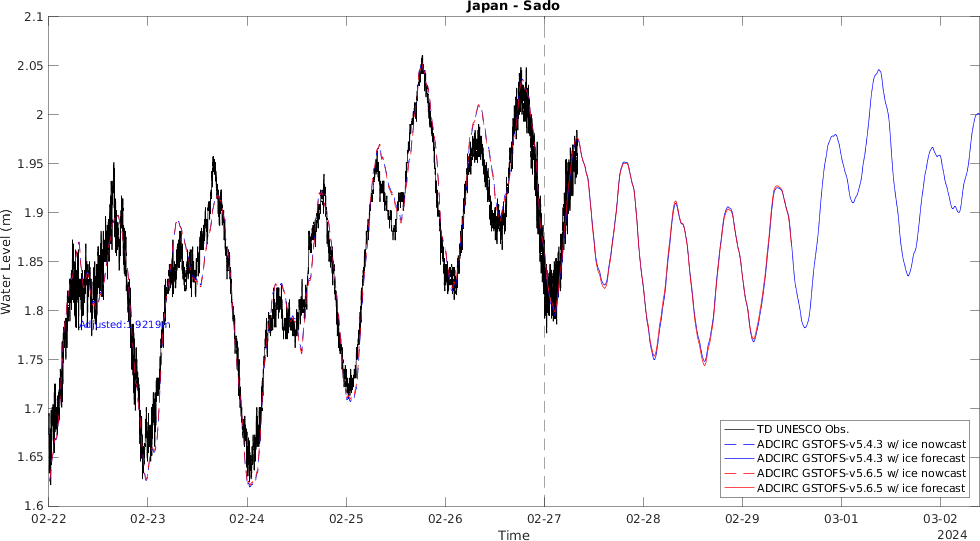 Japan - Sado
2.1
2.05
2
1.95
1.9
1.85
1.8
1.75
1.7
1.65
1.6
Water Level (m)
Adjusted:1.9219m
TD UNESCO Obs.
ADCIRC GSTOFS-v5.4.3 w/ ice nowcast
ADCIRC GSTOFS-v5.4.3 w/ ice forecast
ADCIRC GSTOFS-v5.6.5 w/ ice nowcast
ADCIRC GSTOFS-v5.6.5 w/ ice forecast
02-22 02-23 02-24 02-25 02-26 02-27 02-28 02-29 03-01 03-02
Time
2024